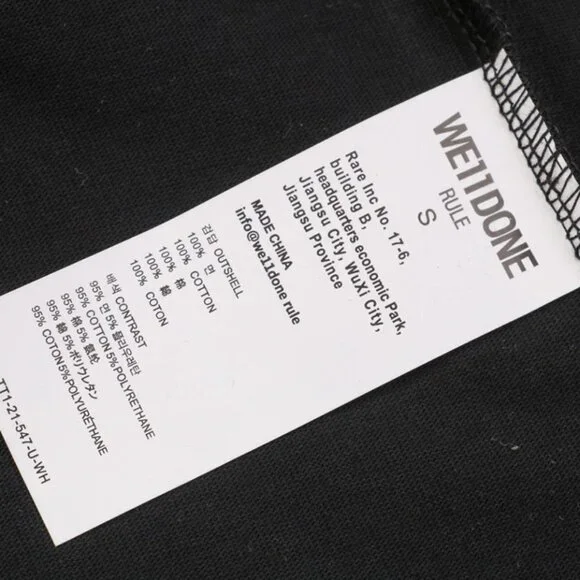 WE11DONE
RULE
S
Rare Inc No. 17-6,
building B,
headquarters economic Park,
Jiangsu City, WuXi City,
Jiangsu Province
MADE CHINA
info@we11done rule
겉답 OUTSHELL
100% 면
100% COTTON
100% 棉
100% 綿
100% COTON
배색 CONTRAST
95% 면 5% 폴리우레탄
95% COTTON 5% POLYRETHANE
95% 棉 5% 氨纶
95% 綿 5% ポリウレタン
95% COTON5%POLYURETHANE
TT1-21-547-U-WH